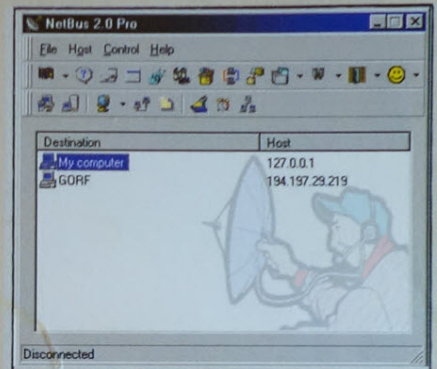 NetBus 2.0 Pro
File Host Control Help
Destination Host
My computer 127.0.0.1
GORF 194.197.29.219
Disconnected